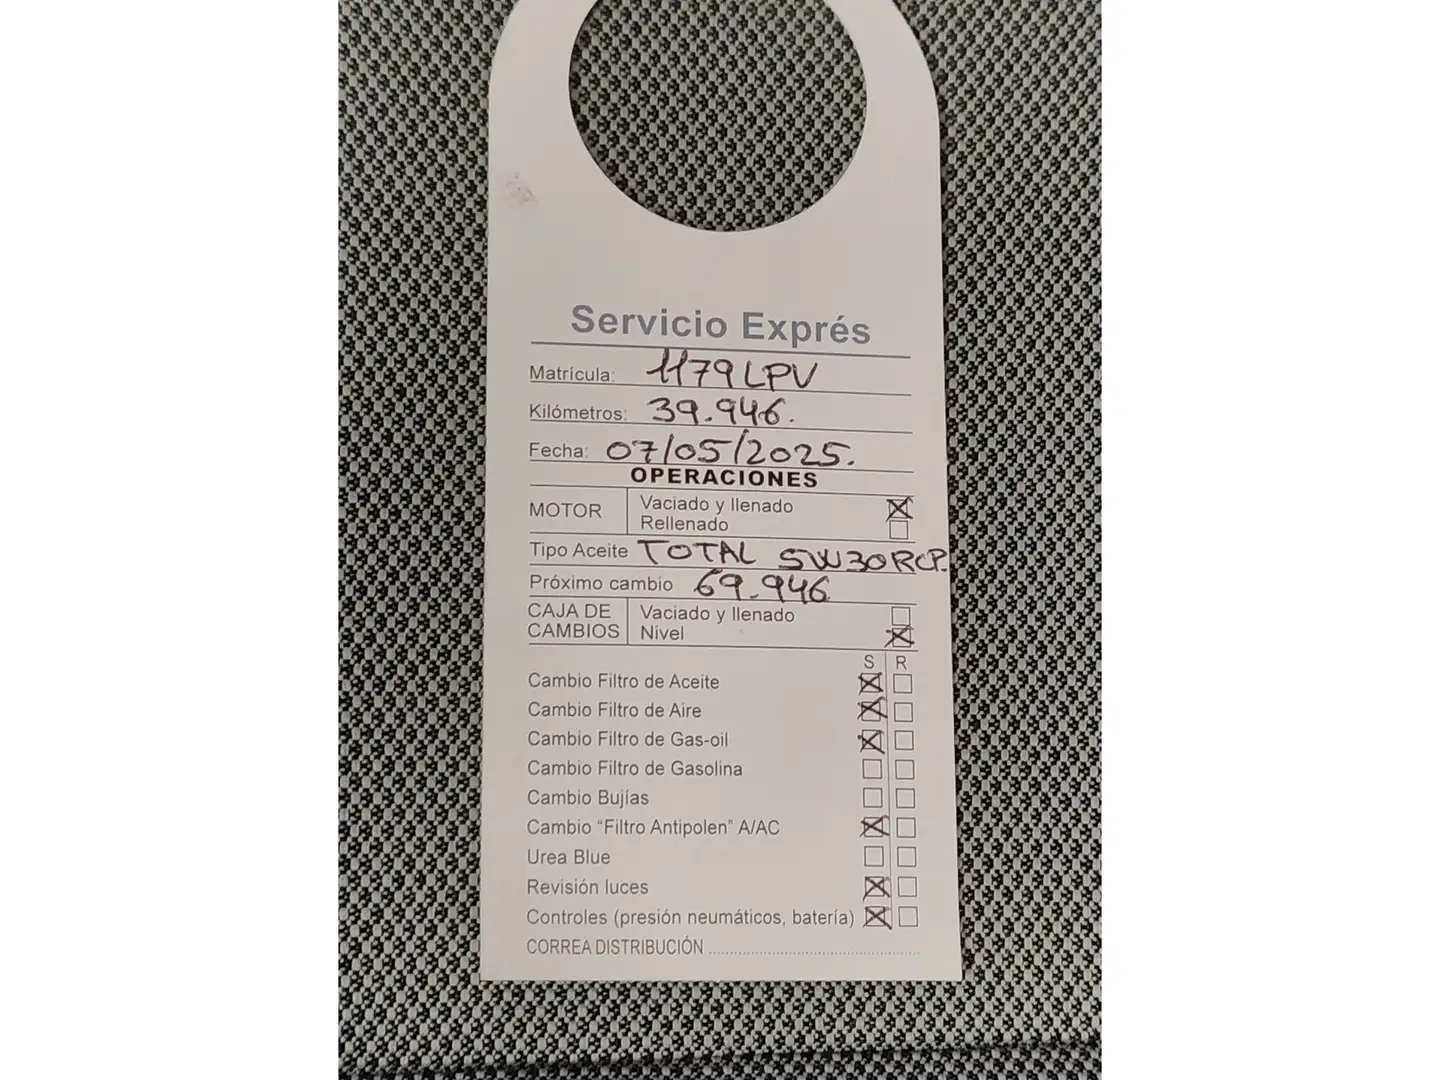 Servicio Exprés
Matrícula: 1179LPV
Kilómetros: 39.946.
Fecha: 07/05/2025.
OPERACIONES
MOTOR Vaciado y llenado
Rellenado
Tipo Aceite TOTAL 5W30RCP.
Próximo cambio 69.946
CAJA DE CAMBIOS Vaciado y llenado
Nivel
S R
Cambio Filtro de Aceite
Cambio Filtro de Aire
Cambio Filtro de Gas-oil
Cambio Filtro de Gasolina
Cambio Bujías
Cambio “Filtro Antipolen” A/AC
Urea Blue
Revisión luces
Controles (presión neumáticos, batería)
CORREA DISTRIBUCIÓN